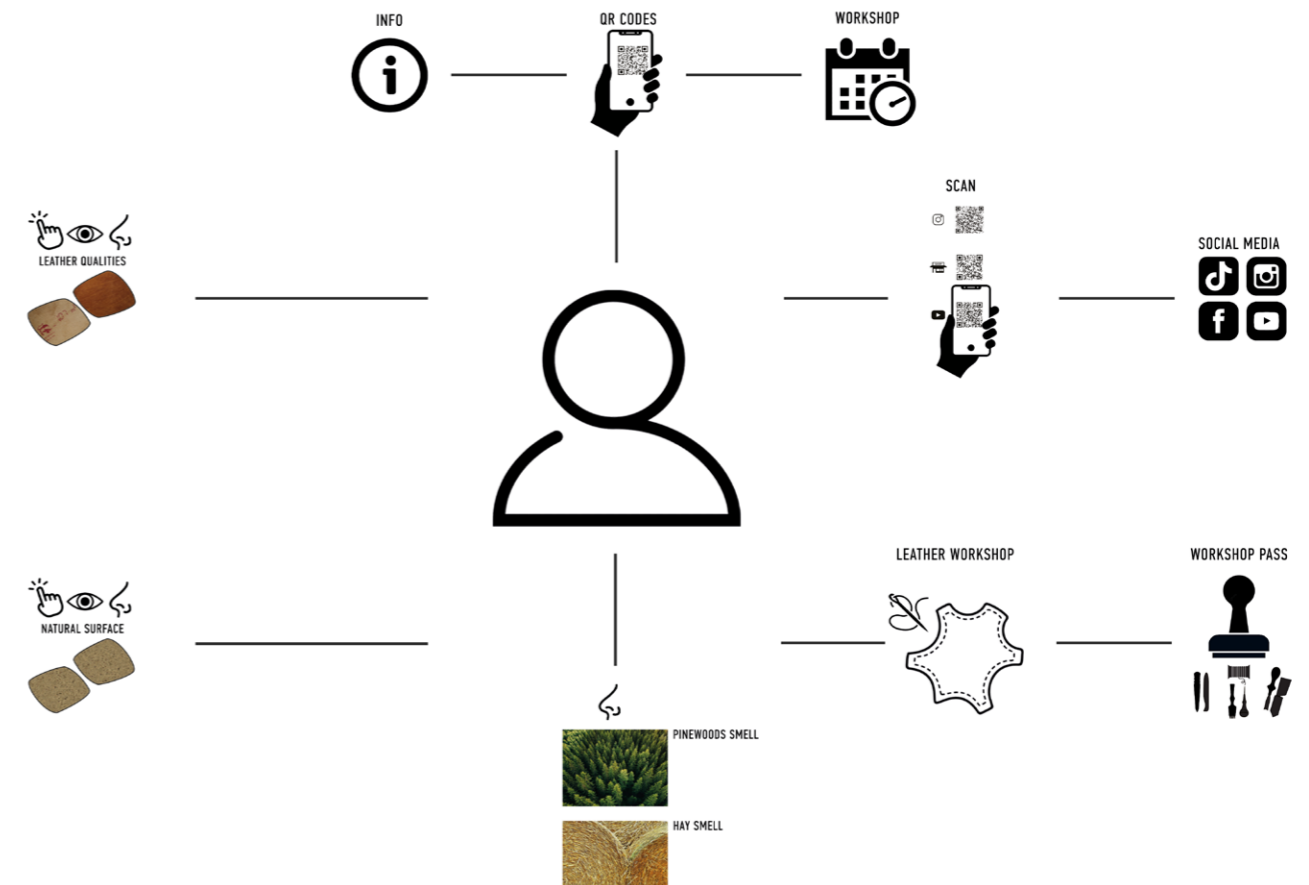 INFO
QR CODES
WORKSHOP
SCAN
LEATHER QUALITIES
SOCIAL MEDIA
LEATHER WORKSHOP
WORKSHOP PASS
NATURAL SURFACE
PINEWOODS SMELL
HAY SMELL